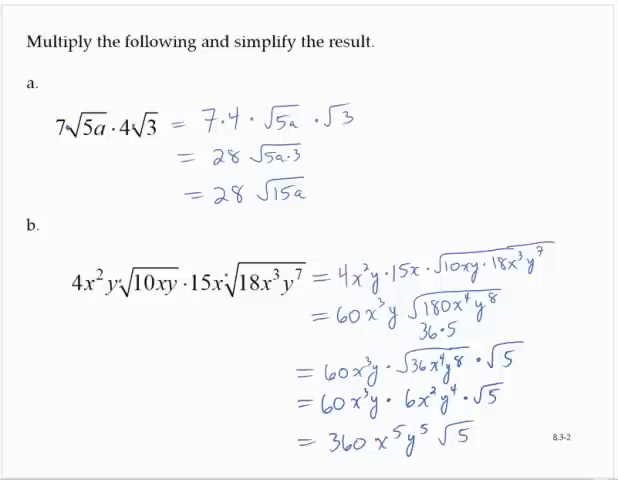 Multiply the following and simplify the result.
a.
7√5a · 4√3 = 7·4 · √5a · √3
= 28 √5a·3
= 28 √15a
b.
4x²y√10xy · 15x√18x³y⁷ = 4x²y·15x · √10xy · 18x³y⁷
= 60x³y √180x⁴y⁸
36·5
= 60x³y · √36x⁴y⁸ · √5
= 60x³y · 6x²y⁴ · √5
= 360 x⁵y⁵ √5
8.3-2